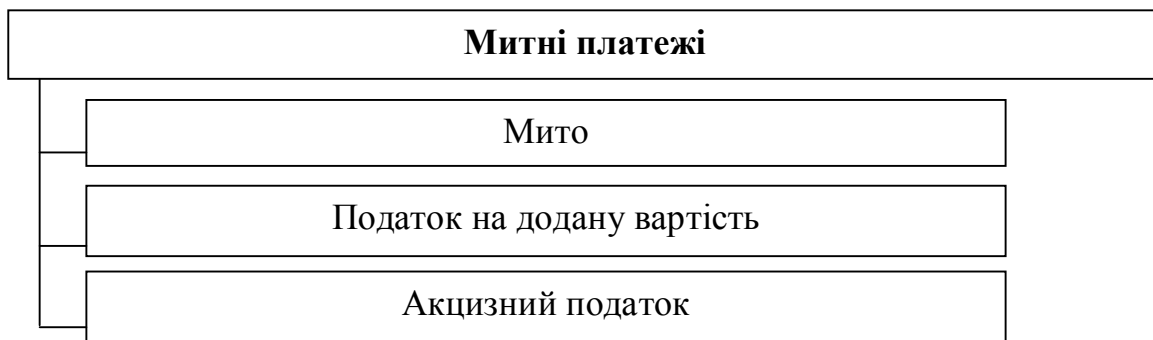 Митні платежі
Мито
Податок на додану вартість
Акцизний податок